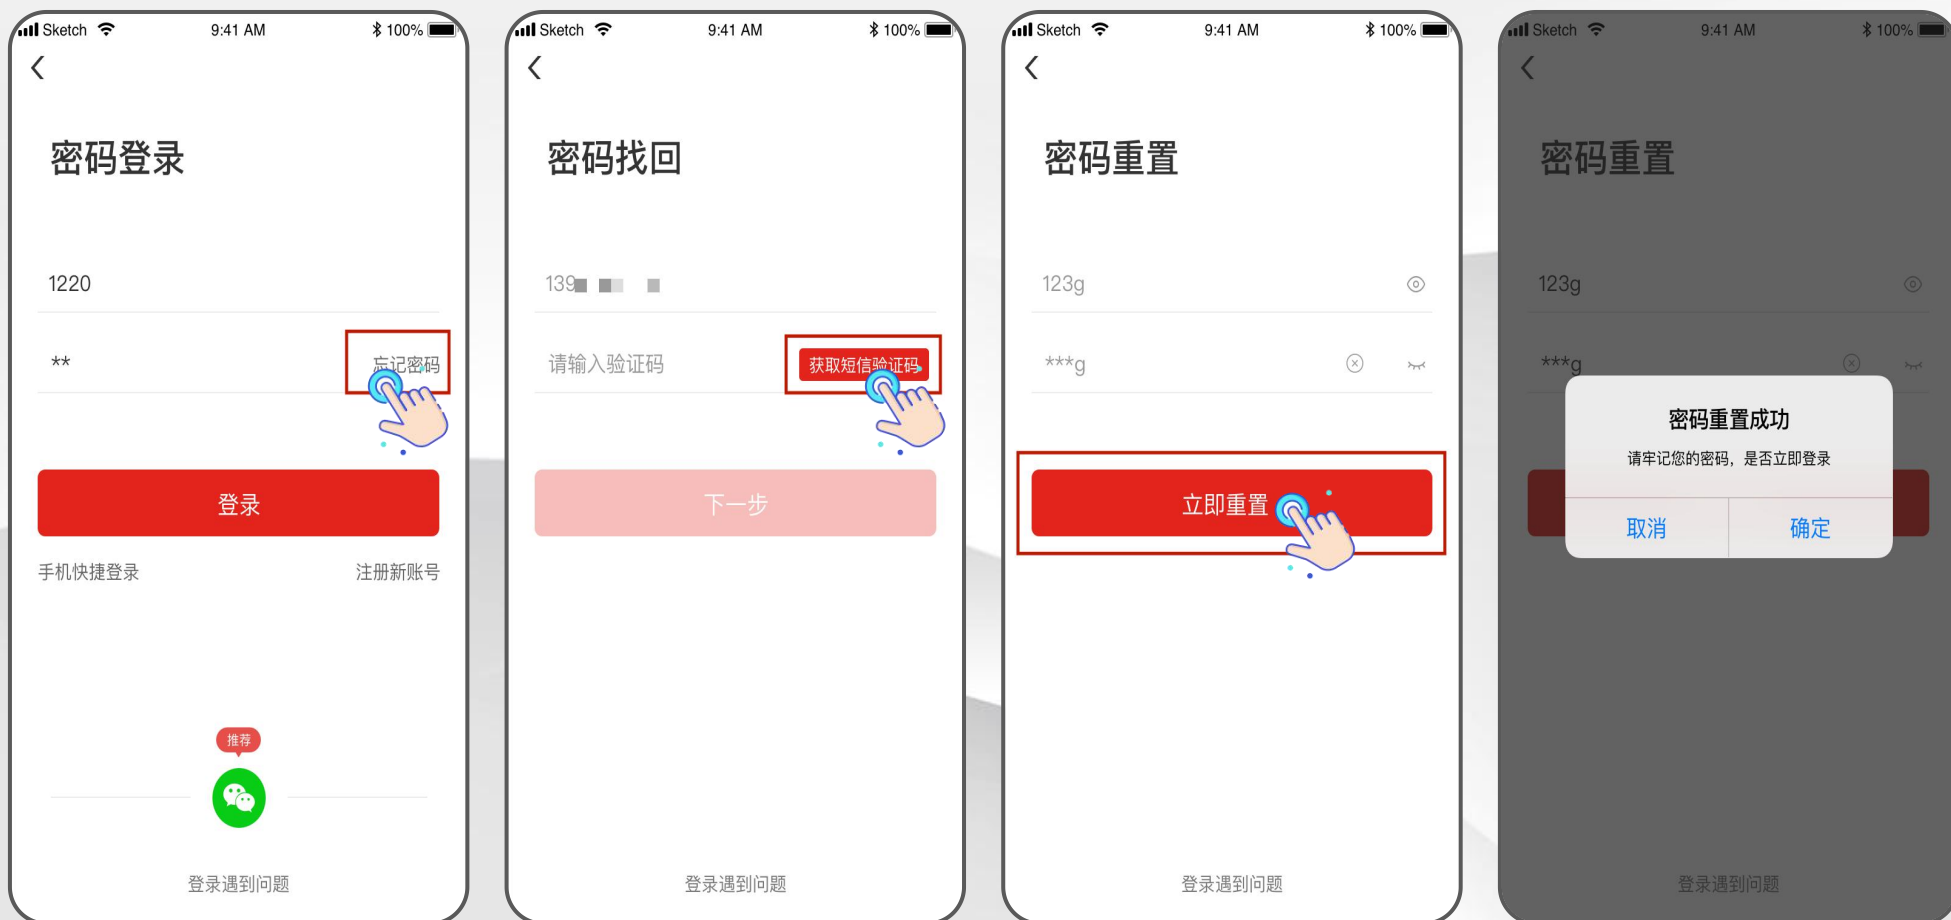 Sketch 9:41 AM 100%
密码登录
1220
** 忘记密码
登录
手机快捷登录 注册新账号
推荐
登录遇到问题
Sketch 9:41 AM 100%
密码找回
139
请输入验证码 获取短信验证码
下一步
登录遇到问题
Sketch 9:41 AM 100%
密码重置
123g
***g
立即重置
登录遇到问题
Sketch 9:41 AM 100%
密码重置
123g
***g
密码重置成功
请牢记您的密码，是否立即登录
取消 确定
登录遇到问题